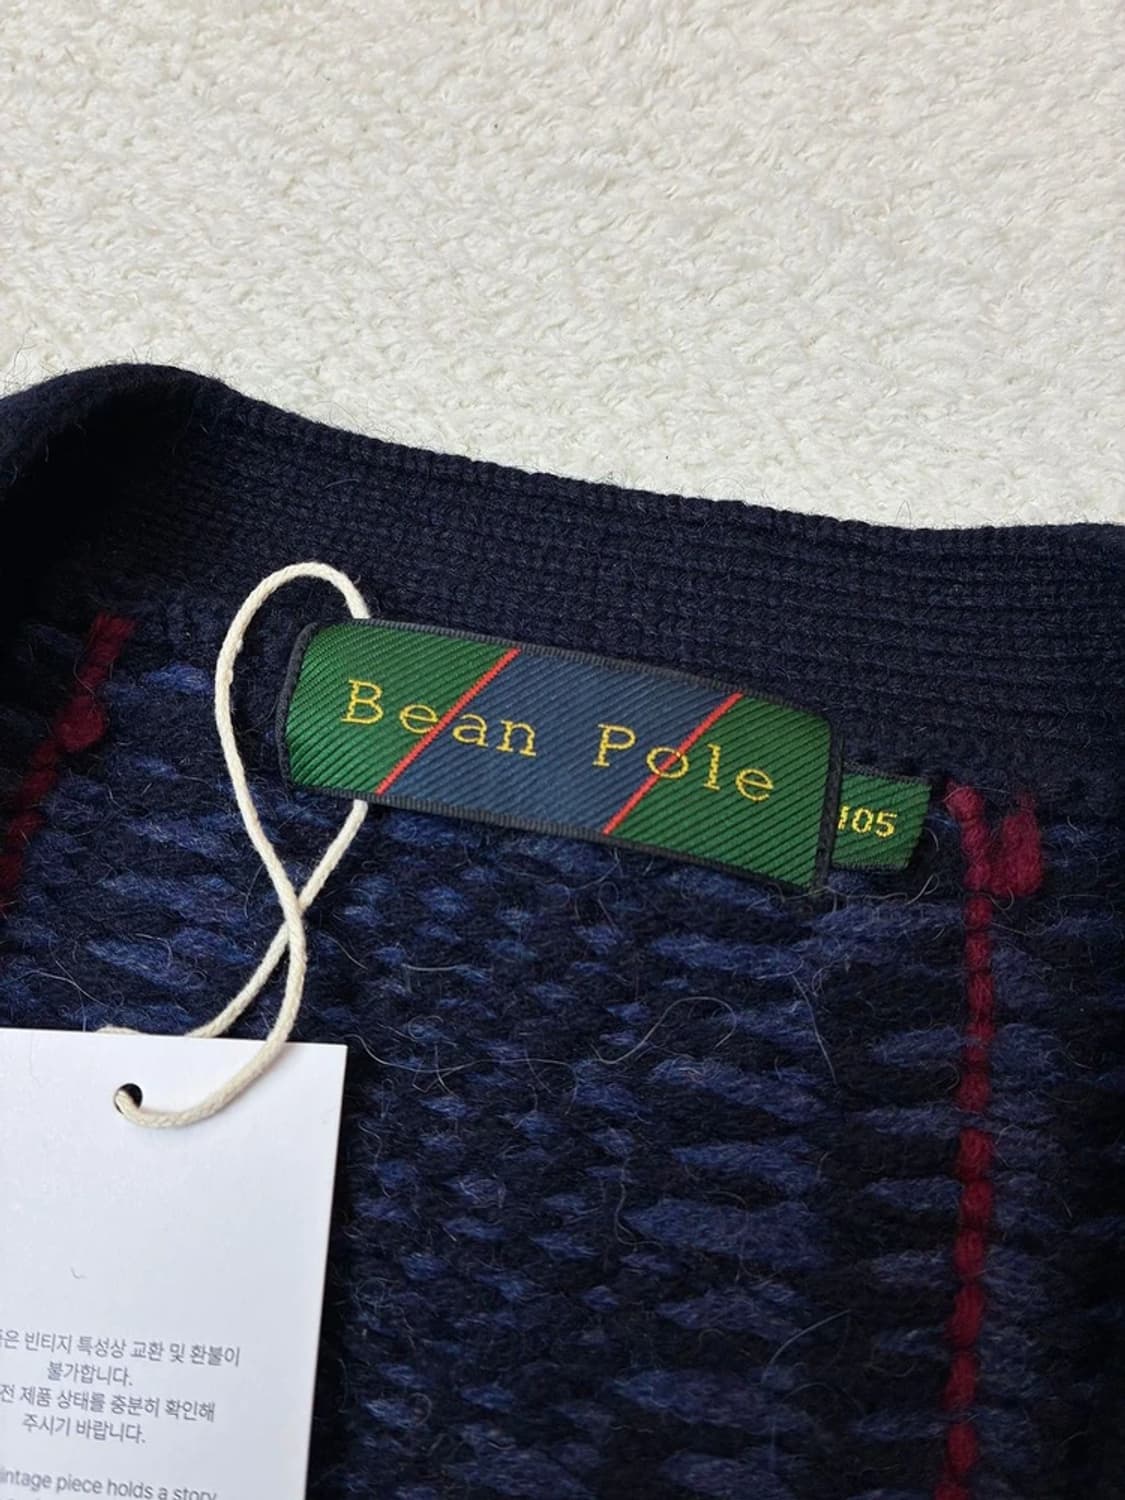 Bean Pole
105
은 빈티지 특성상 교환 및 환불이
불가합니다.
전 제품 상태를 충분히 확인해
주시기 바랍니다.
piece holds a story